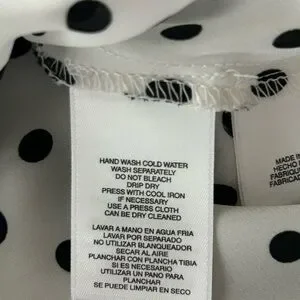 HAND WASH COLD WATER
WASH SEPARATELY
DO NOT BLEACH
DRIP DRY
PRESS WITH COOL IRON
IF NECESSARY
USE A PRESS CLOTH
CAN BE DRY CLEANED
LAVAR A MANO EN AGUA FRIA
LAVAR POR SEPARADO
NO UTILIZAR BLANQUEADOR
SECAR AL AIRE
PLANCHAR CON PLANCHA TIBIA
SI ES NECESARIO
UTILIZAR UN PANO PARA
PLANCHAR
SE PUEDE LIMPIAR EN SECO
MADE IN
HECHO